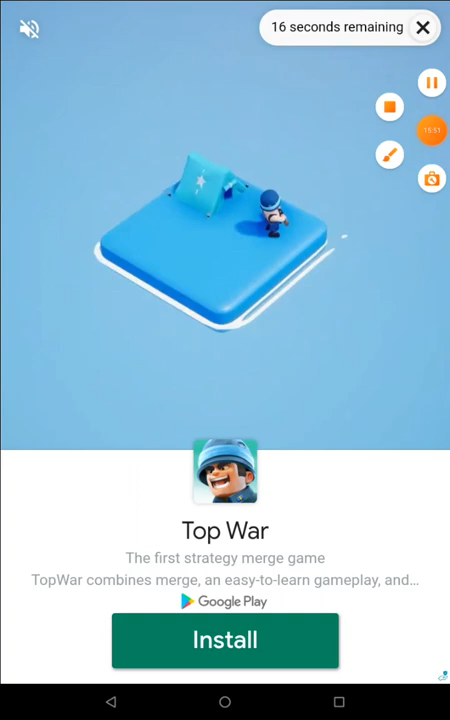 16 seconds remaining
15:51
Top War
The first strategy merge game
TopWar combines merge, an easy-to-learn gameplay, and...
Google Play
Install